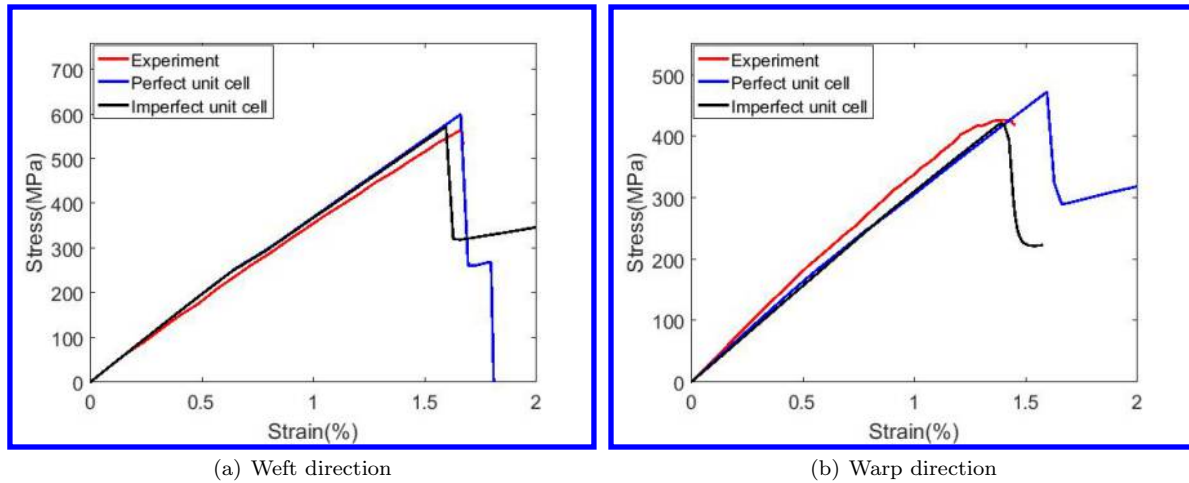 Experiment
Perfect unit cell
Imperfect unit cell
700
600
500
400
300
200
100
0
Stress(MPa)
0 0.5 1 1.5 2
Strain(%)
(a) Weft direction
Experiment
Perfect unit cell
Imperfect unit cell
500
400
300
200
100
0
Stress(MPa)
0 0.5 1 1.5 2
Strain(%)
(b) Warp direction